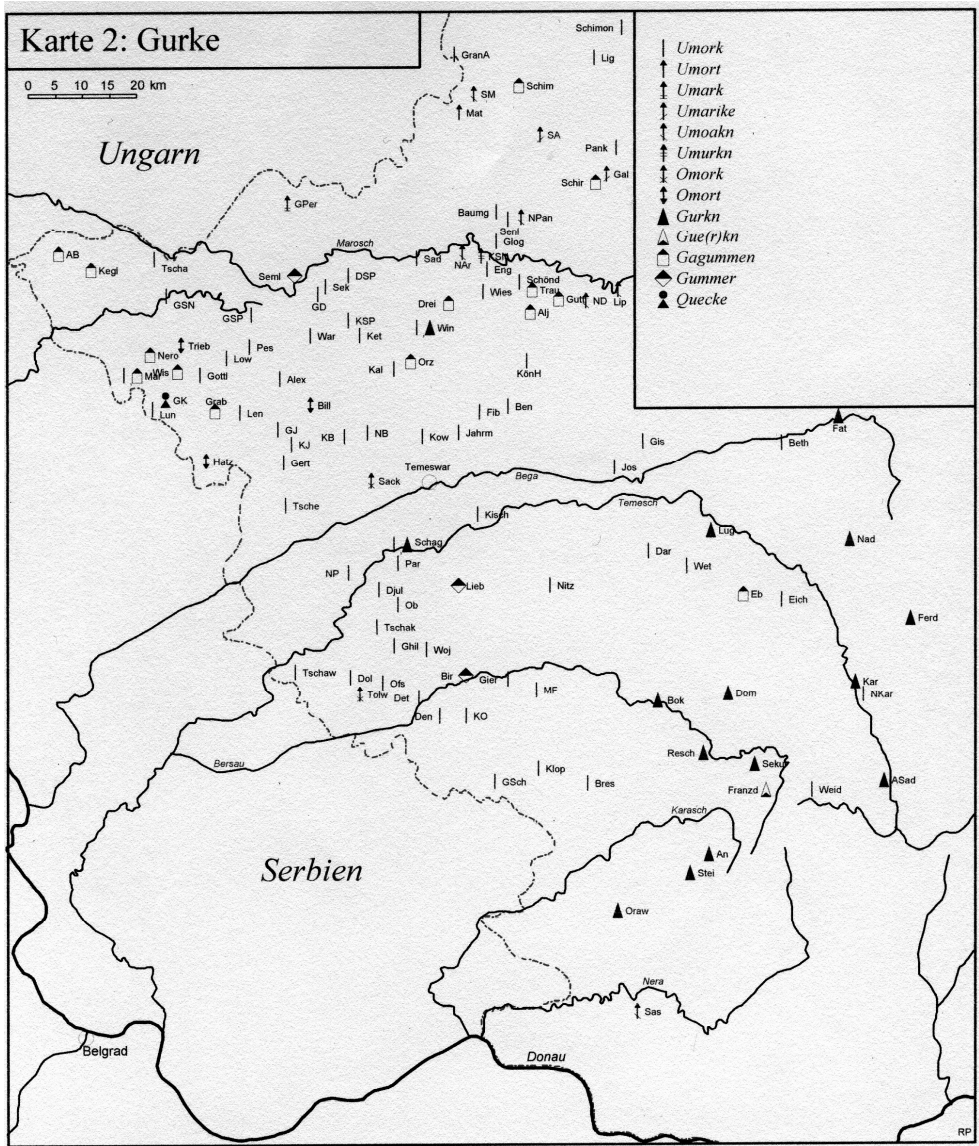 Karte 2: Gurke
0 5 10 15 20 km
Umork
Umort
Umark
Umarike
Umoakn
Umurkn
Omork
Omort
Gurkn
Gue(r)kn
Gagummen
Gummer
Quecke
Schimon
GranA
Lig
Schim
SM
Mat
SA
Ungarn
Pank
Gal
Schir
GPer
Baumg
NPan
Glog
Marosch
AB
Kegl
Tscha
Seml
DSP
Sad
NAr
KSM
Eng
Sek
GD
Wies
Schönd
Trau
Gutt
ND
Lip
GSN
Drei
Alj
GSP
KSP
War
Ket
Win
Trieb
Pes
Nero
Low
Orz
Mar
Wis
Gottl
Alex
Kal
KönH
GK
Grab
Lun
Len
Bill
Fib
Ben
GJ
KJ
KB
NB
Kow
Jahrm
Gis
Beth
Fat
Hatz
Gert
Temeswar
Jos
Bega
Sack
Tsche
Kisch
Temesch
Lug
Nad
Schag
Par
Dar
Wet
NP
Djul
Lieb
Nitz
Eb
Eich
Ob
Ferd
Tschak
Ghil
Woj
Tschaw
Dol
Ofs
Tolw
Det
Bir
Gier
MF
Bok
Dom
Kar
NKar
Den
KO
Resch
Seku
Bersau
Klop
GSch
Bres
Franzd
Weid
ASad
Karasch
Serbien
An
Stei
Oraw
Nera
Sas
Belgrad
Donau
RP